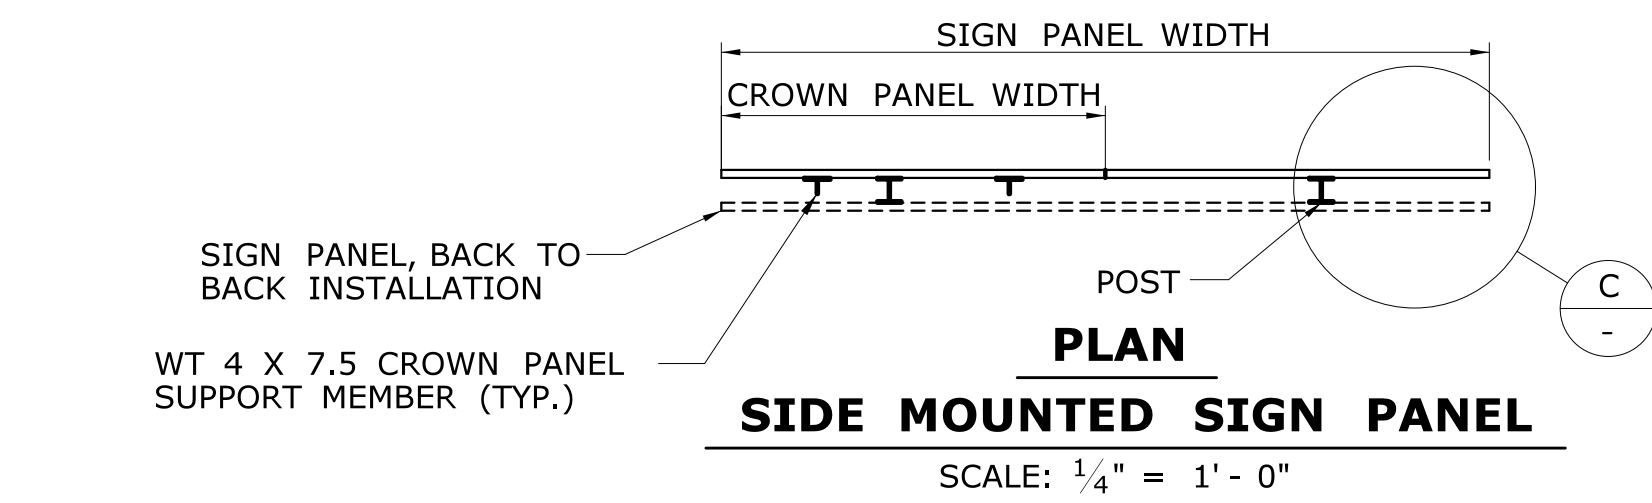 SIGN PANEL WIDTH
CROWN PANEL WIDTH
SIGN PANEL, BACK TO
BACK INSTALLATION
POST
C
-
WT 4 X 7.5 CROWN PANEL
SUPPORT MEMBER (TYP.)
PLAN
SIDE MOUNTED SIGN PANEL
SCALE: 1/4" = 1'- 0"